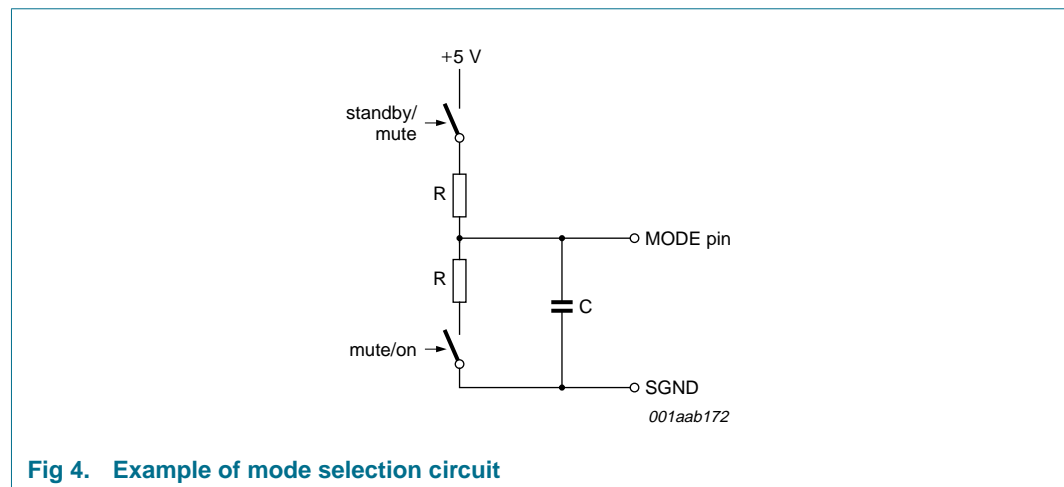 +5 V
standby/
mute
R
MODE pin
R
C
mute/on
SGND
001aab172
Fig 4. Example of mode selection circuit